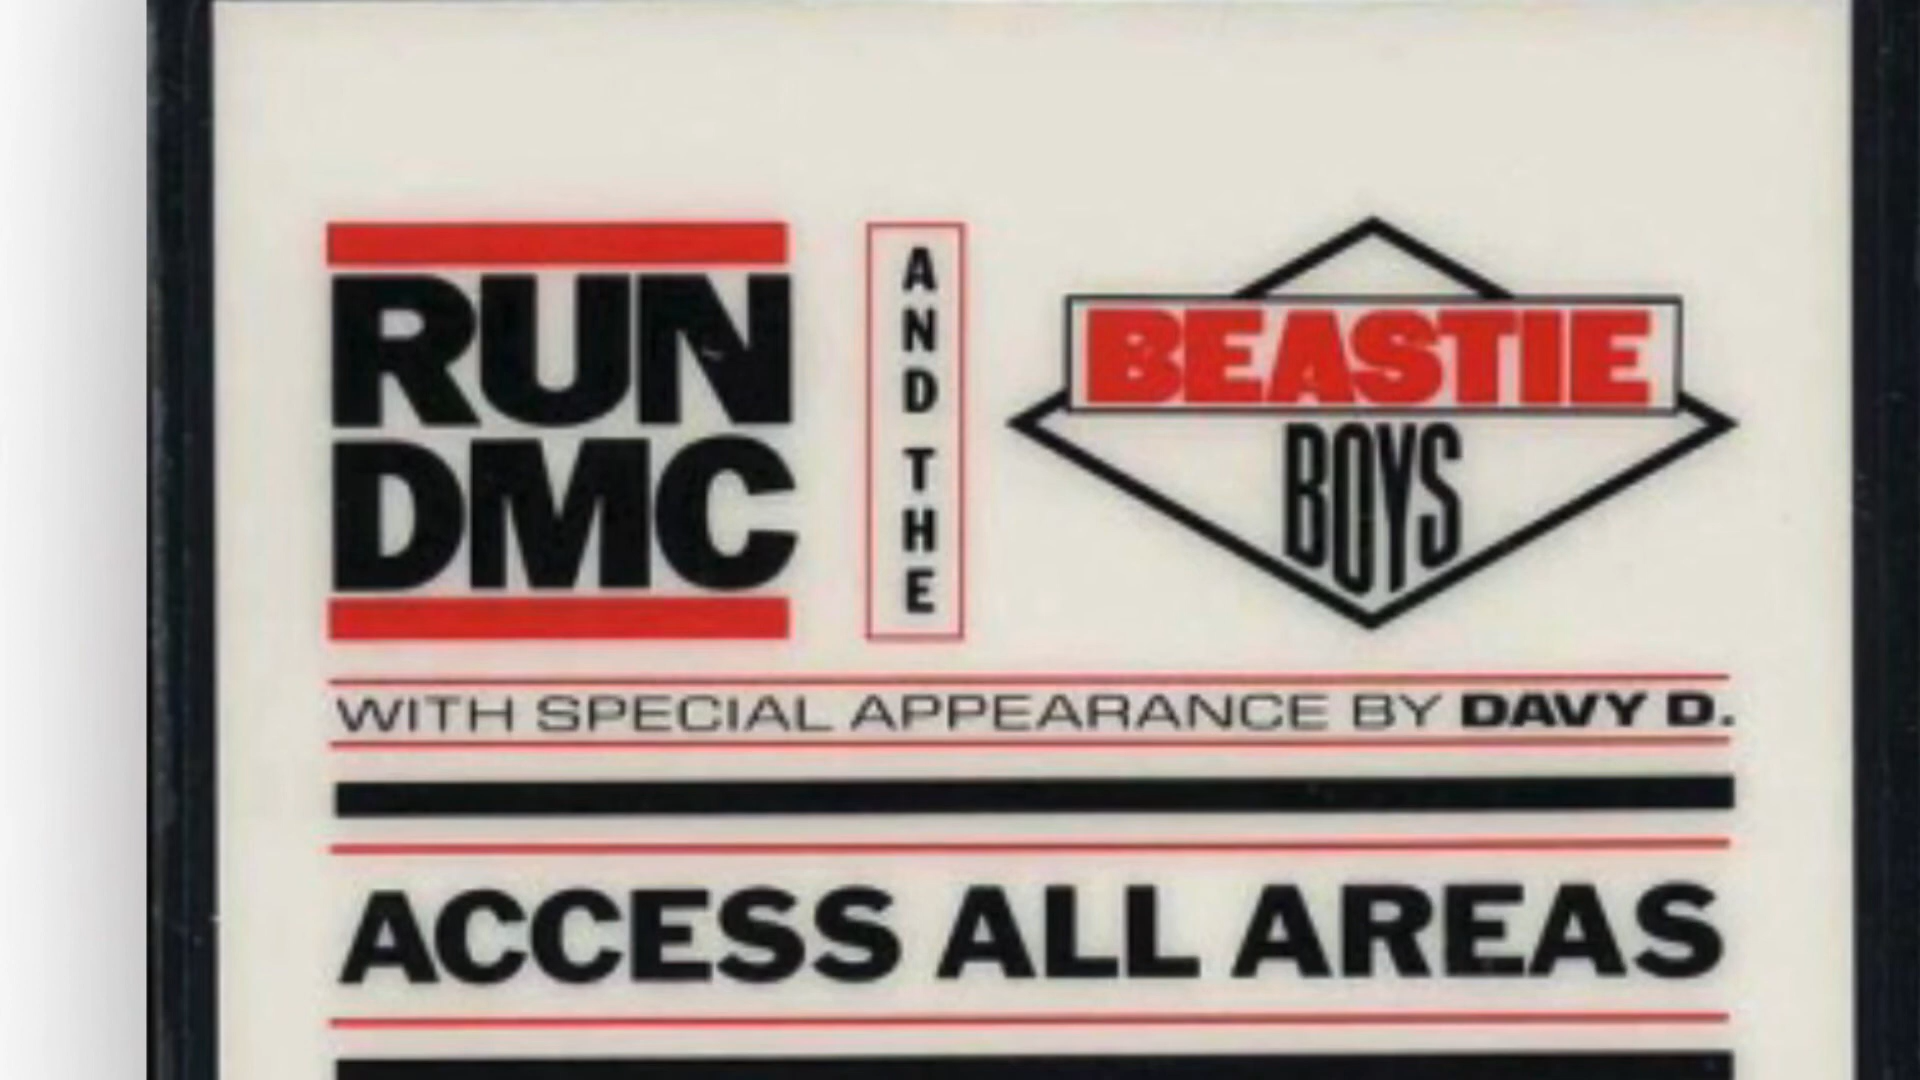 RUN
DMC
AND THE
BEASTIE
BOYS
WITH SPECIAL APPEARANCE BY DAVY D.
ACCESS ALL AREAS